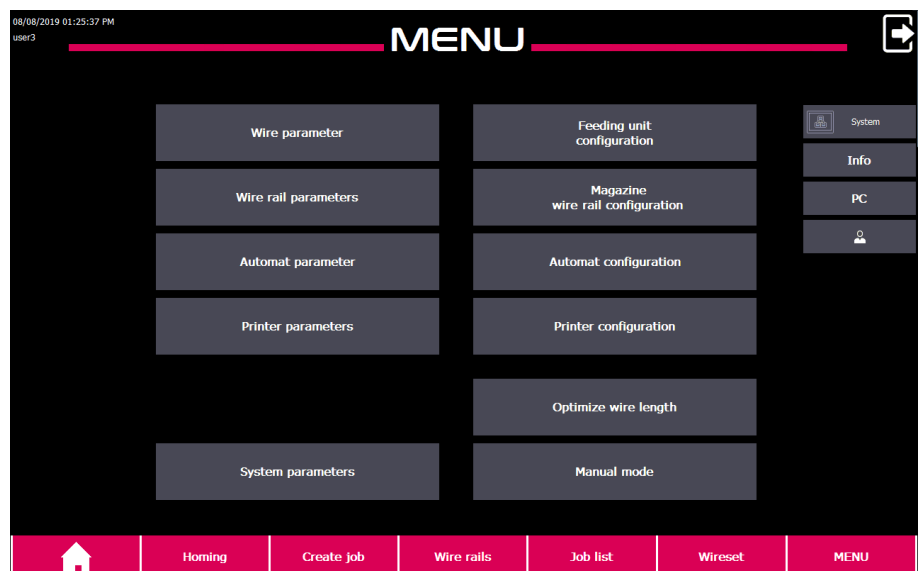 08/08/2019 01:25:37 PM
user3
MENU
Wire parameter
Feeding unit
configuration
System
Info
Wire rail parameters
Magazine
wire rail configuration
PC
Automat parameter
Automat configuration
Printer parameters
Printer configuration
Optimize wire length
System parameters
Manual mode
Homing
Create job
Wire rails
Job list
Wireset
MENU